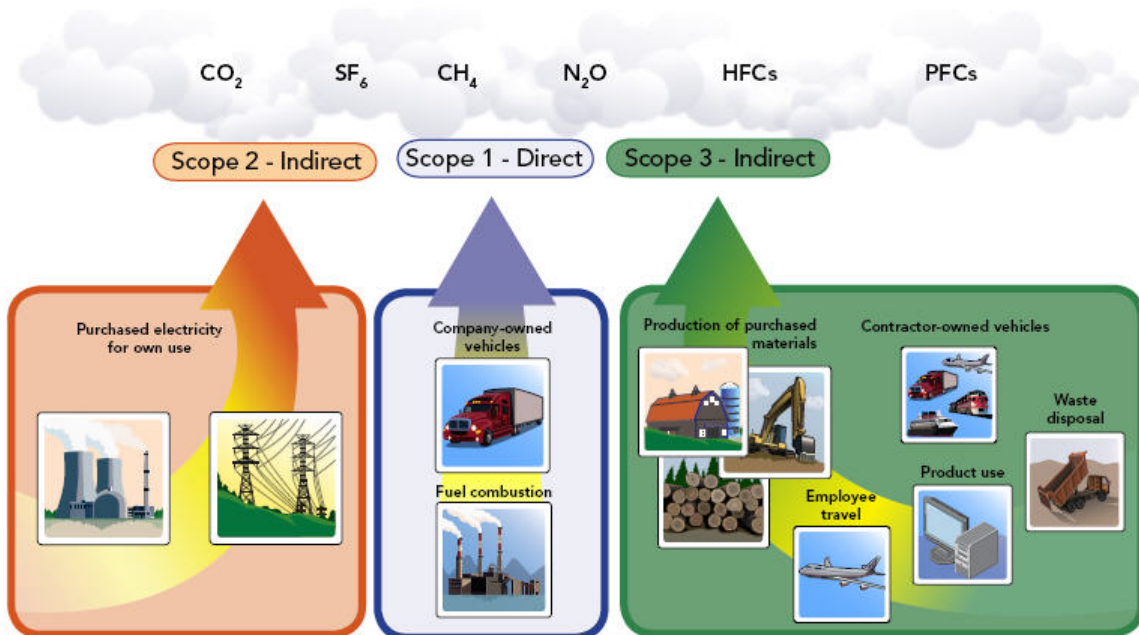 CO₂ SF₆ CH₄ N₂O HFCs PFCs
Scope 2 - Indirect
Scope 1 - Direct
Scope 3 - Indirect
Purchased electricity
for own use
Company-owned
vehicles
Fuel combustion
Production of purchased
materials
Contractor-owned vehicles
Waste
disposal
Product use
Employee
travel